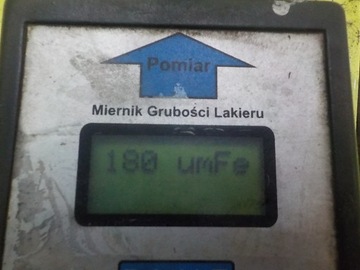 Pomiar
Miernik Grubości Lakieru
180 umFe